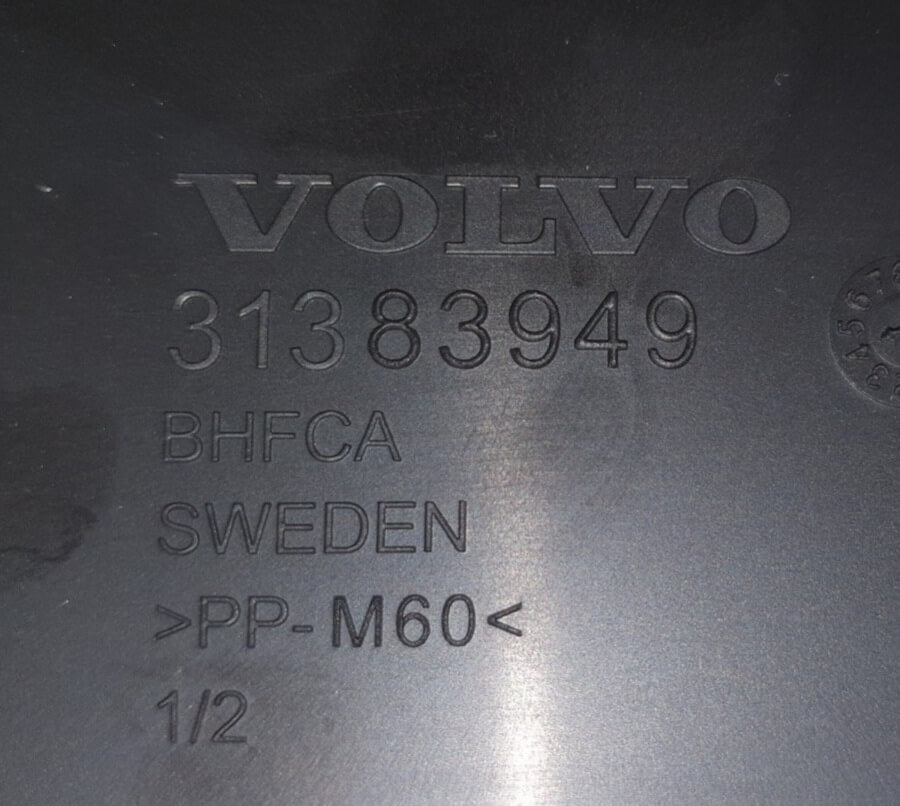 VOLVO
31383949
BHFCA
SWEDEN
>PP-M60<
1/2